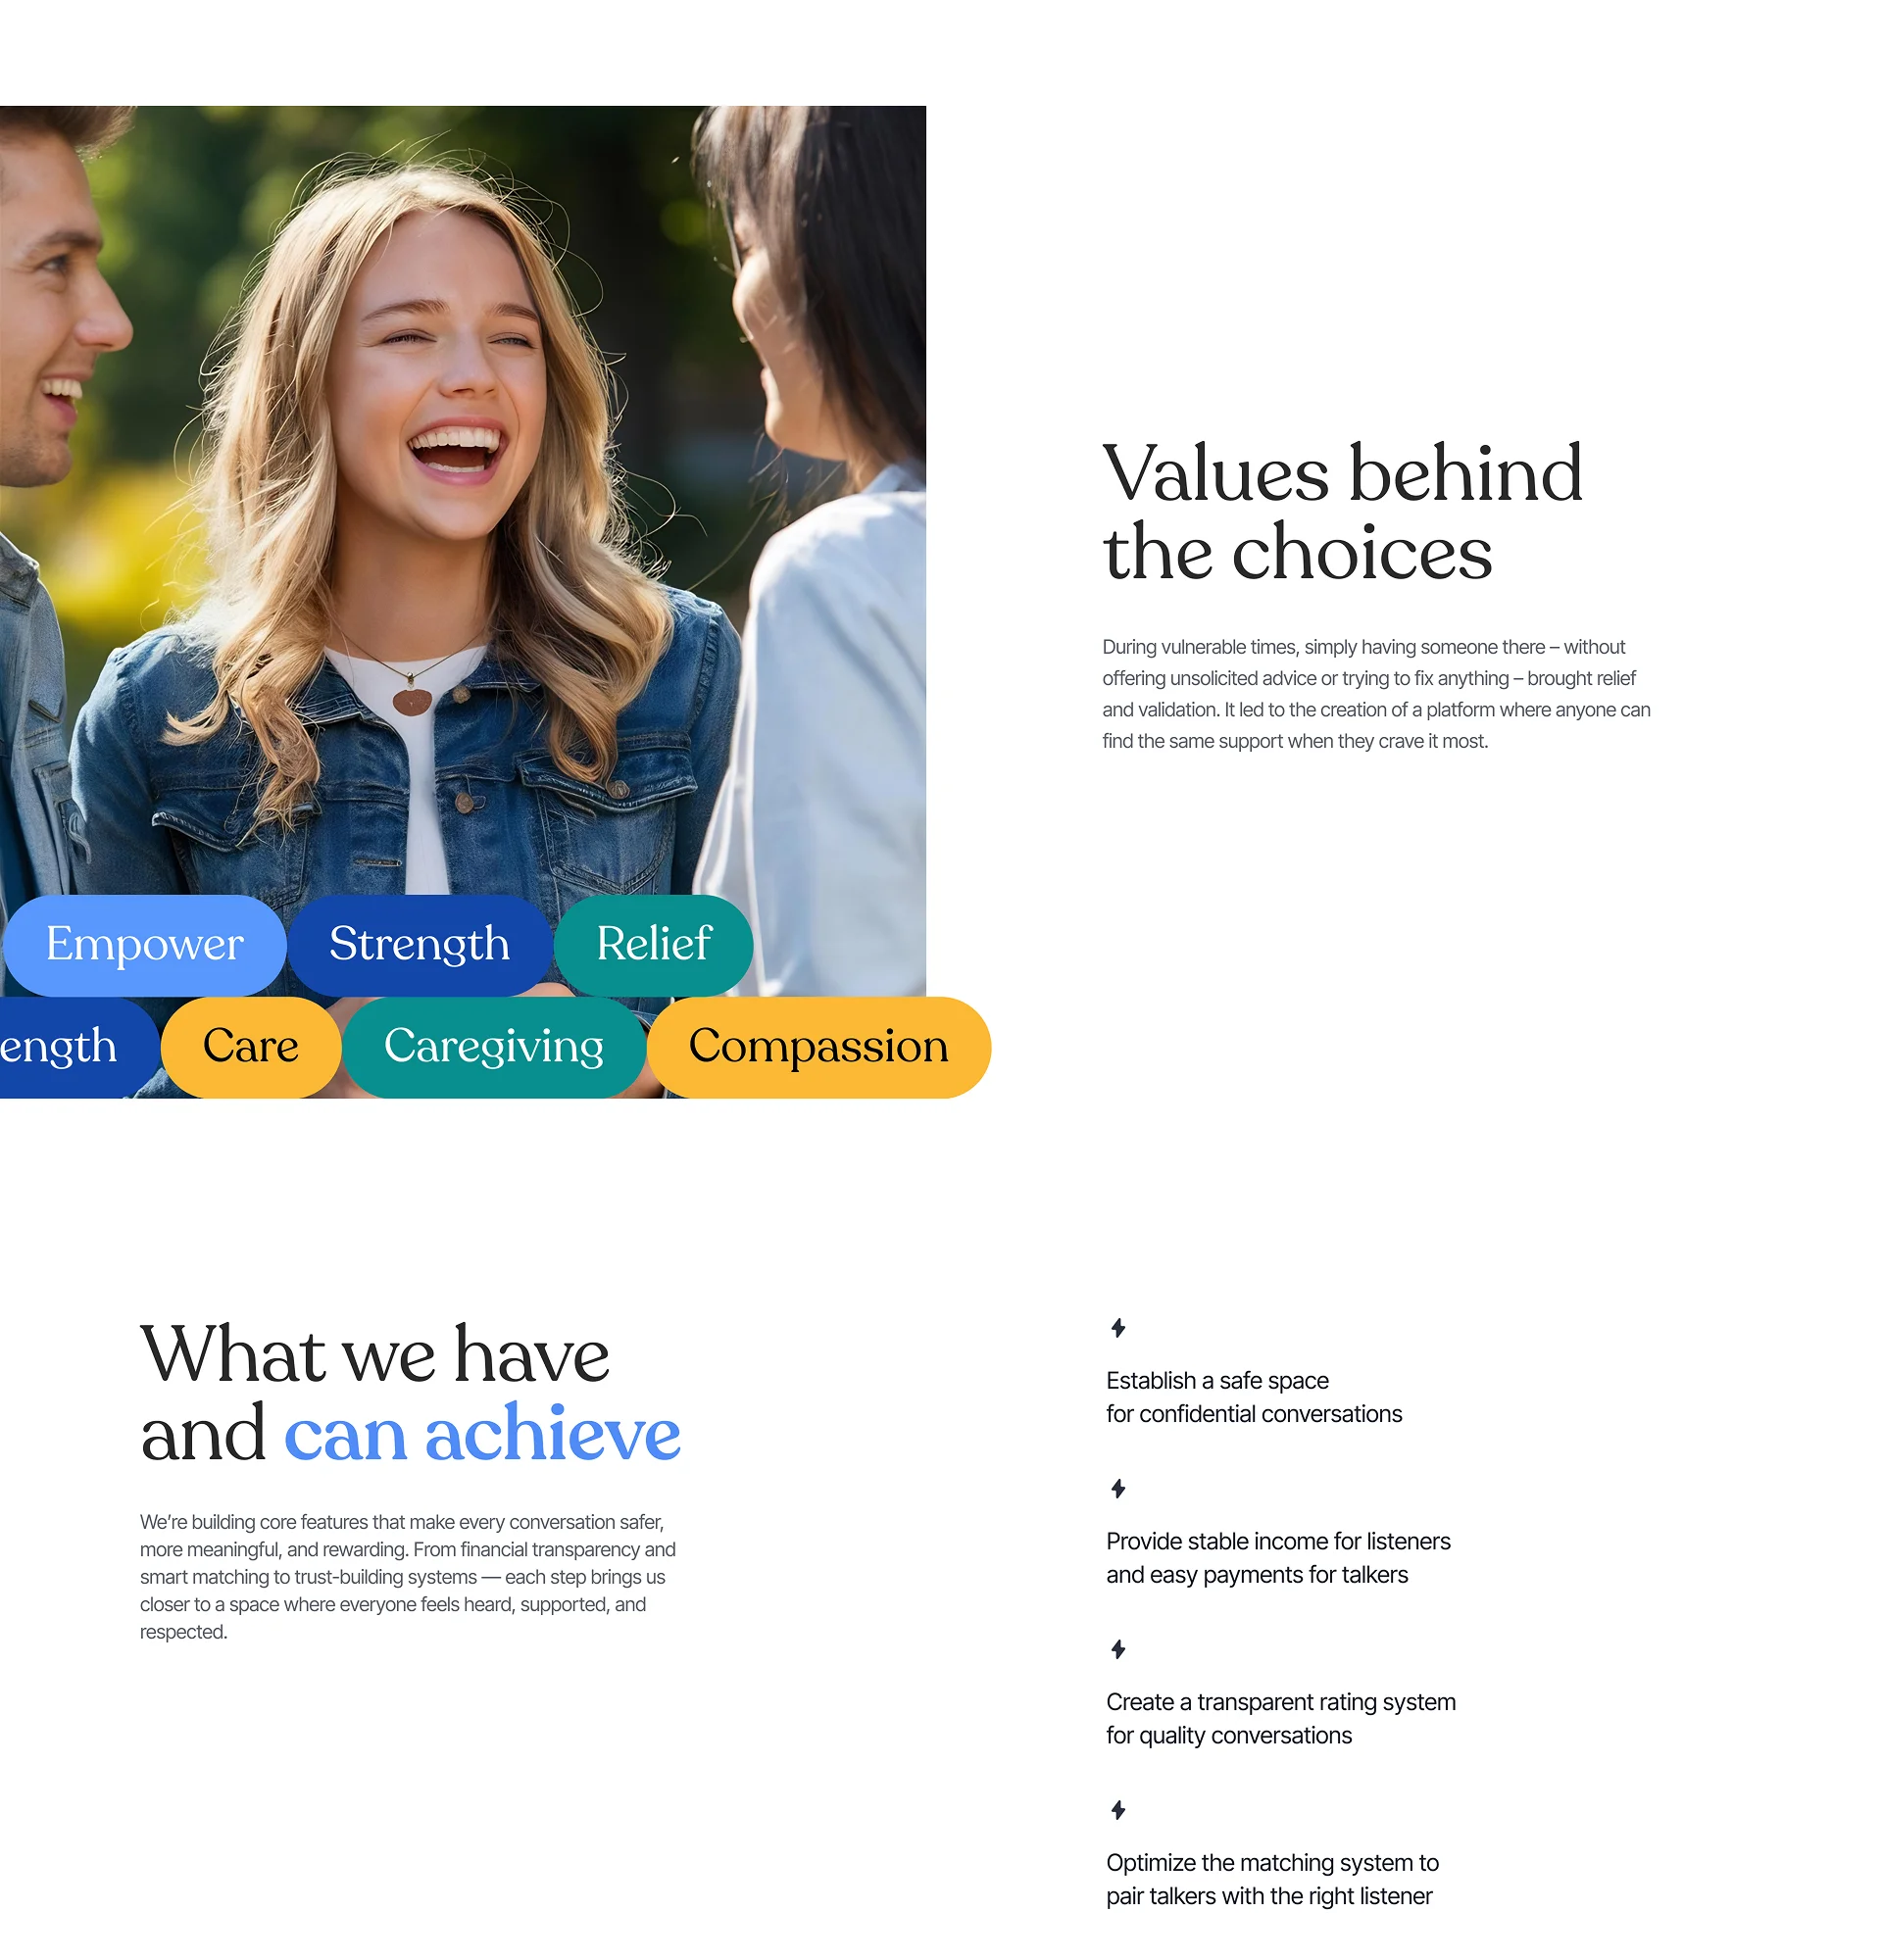 Values behind
the choices
During vulnerable times, simply having someone there – without
offering unsolicited advice or trying to fix anything – brought relief
and validation. It led to the creation of a platform where anyone can
find the same support when they crave it most.
Empower
Strength
Relief
ength
Care
Caregiving
Compassion
What we have
and can achieve
We’re building core features that make every conversation safer,
more meaningful, and rewarding. From financial transparency and
smart matching to trust-building systems — each step brings us
closer to a space where everyone feels heard, supported, and
respected.
Establish a safe space
for confidential conversations
Provide stable income for listeners
and easy payments for talkers
Create a transparent rating system
for quality conversations
Optimize the matching system to
pair talkers with the right listener